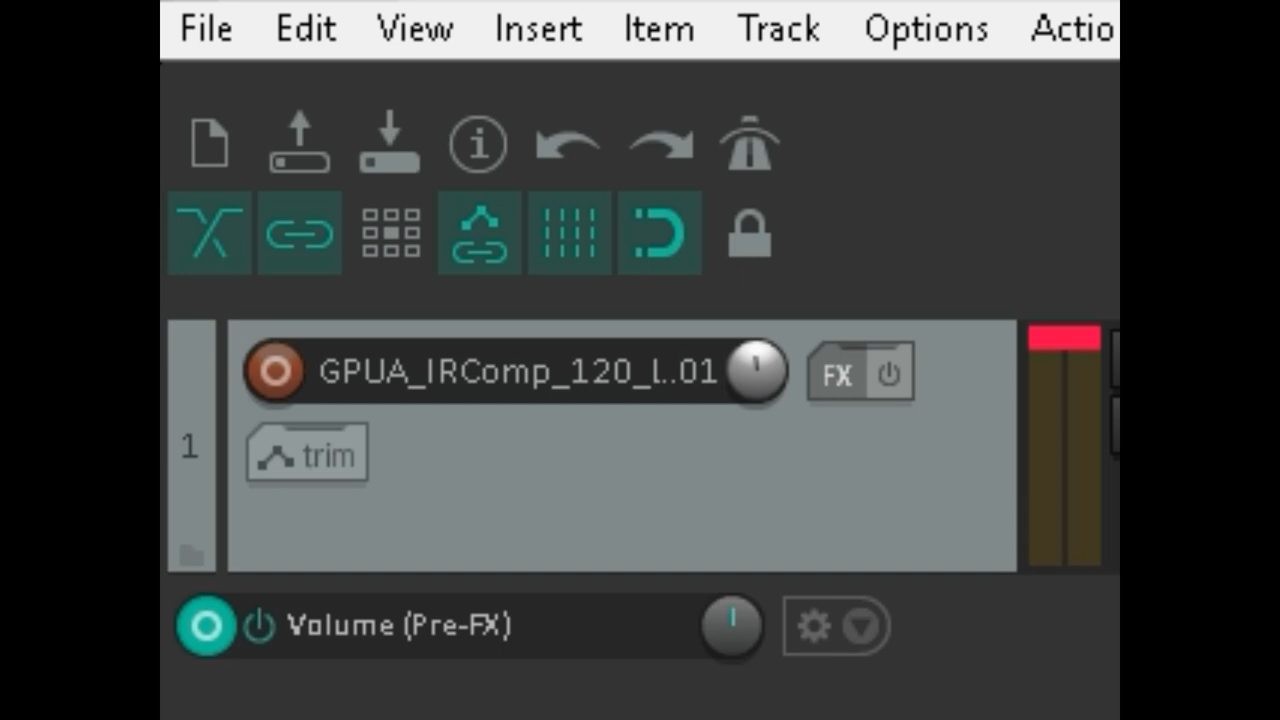 File Edit View Insert Item Track Options Actio
GPUA_IRComp_120_l..01 FX
1
trim
Volume (Pre-FX)